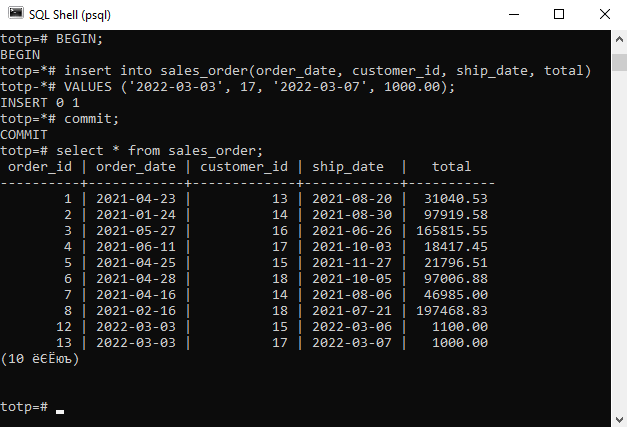 SQL Shell (psql)
totp=# BEGIN;
BEGIN
totp=*# insert into sales_order(order_date, customer_id, ship_date, total)
totp-*# VALUES ('2022-03-03', 17, '2022-03-07', 1000.00);
INSERT 0 1
totp=*# commit;
COMMIT
totp=# select * from sales_order;
 order_id | order_date | customer_id | ship_date  |   total
----------+------------+-------------+------------+-----------
        1 | 2021-04-23 |          13 | 2021-08-20 |  31040.53
        2 | 2021-01-24 |          14 | 2021-08-30 |  97919.58
        3 | 2021-05-27 |          16 | 2021-06-26 | 165815.55
        4 | 2021-06-11 |          17 | 2021-10-03 |  18417.45
        5 | 2021-04-25 |          15 | 2021-11-27 |  21796.51
        6 | 2021-04-28 |          18 | 2021-10-05 |  97006.88
        7 | 2021-04-16 |          14 | 2021-08-06 |  46985.00
        8 | 2021-02-16 |          18 | 2021-07-21 | 197468.83
       12 | 2022-03-03 |          15 | 2022-03-06 |   1100.00
       13 | 2022-03-03 |          17 | 2022-03-07 |   1000.00
(10 ёЄЁюъ)
totp=#